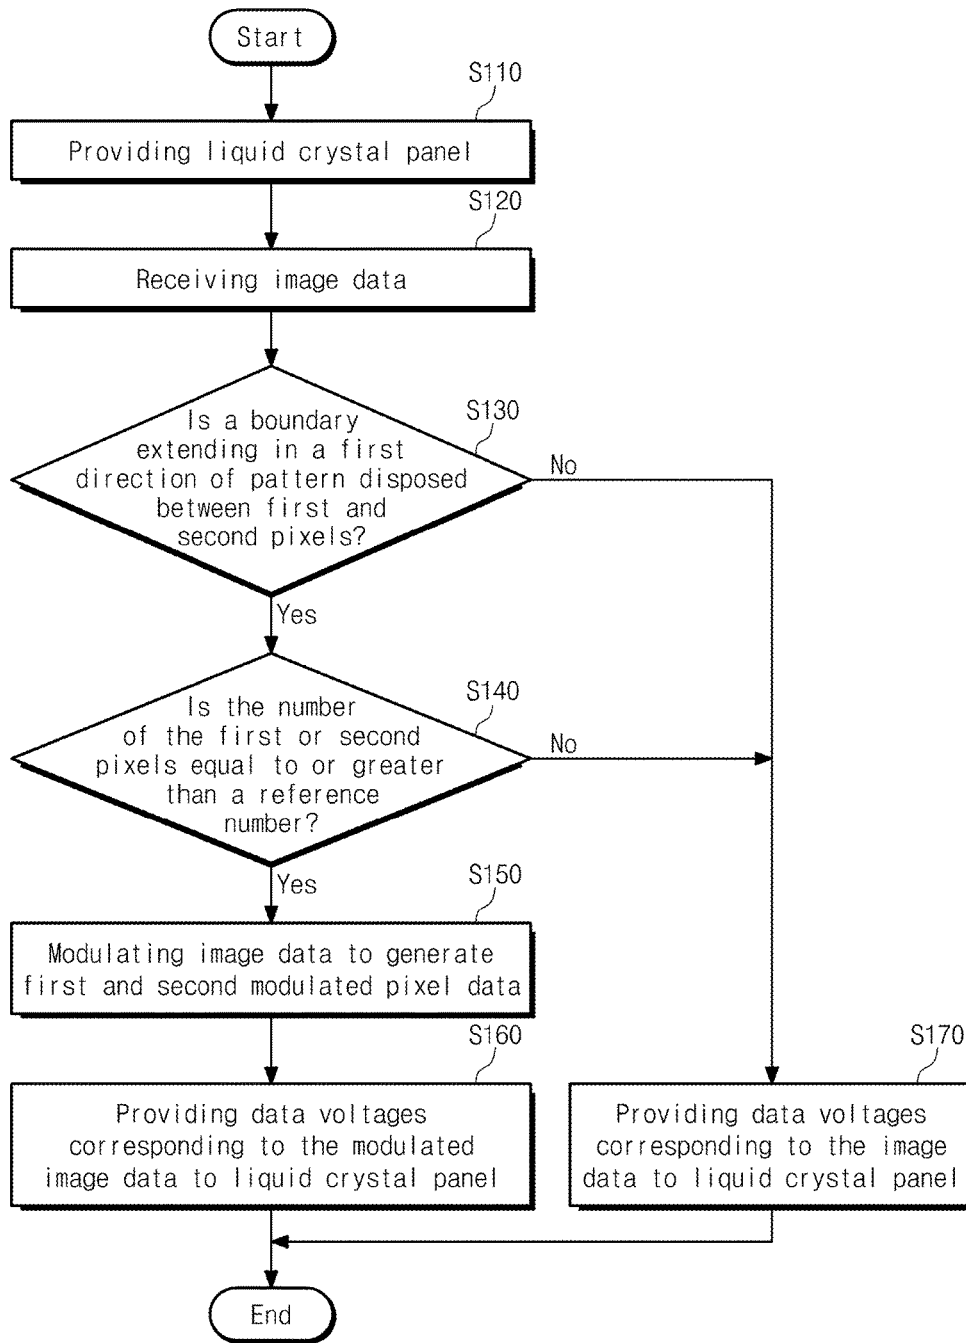 Start
S110
Providing liquid crystal panel
S120
Receiving image data
S130
Is a boundary
extending in a first
direction of pattern disposed
between first and
second pixels?
No
Yes
S140
Is the number
of the first or second
pixels equal to or greater
than a reference
number?
No
Yes
S150
Modulating image data to generate
first and second modulated pixel data
S160
Providing data voltages
corresponding to the modulated
image data to liquid crystal panel
S170
Providing data voltages
corresponding to the image
data to liquid crystal panel
End